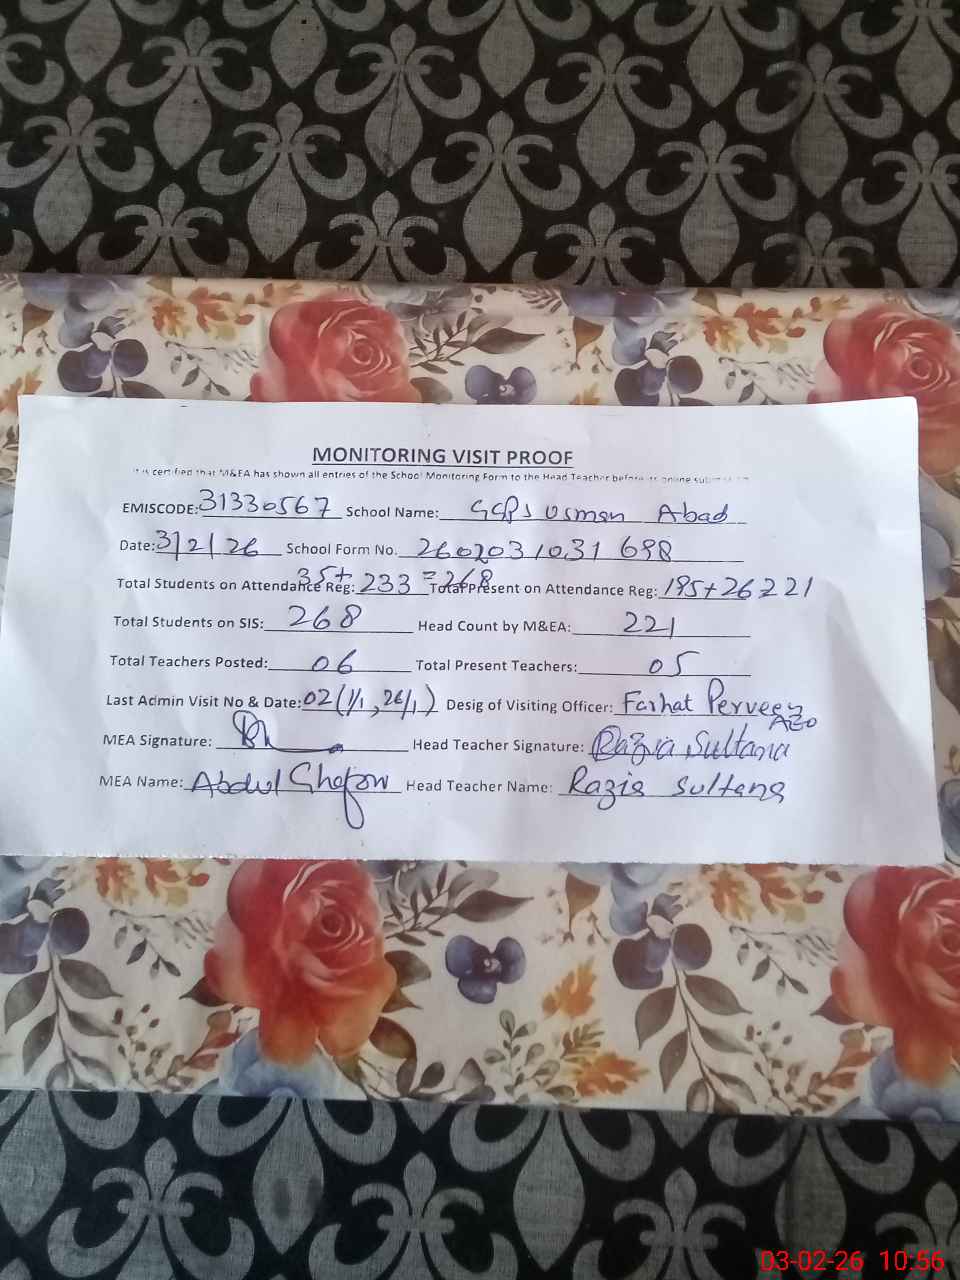 MONITORING VISIT PROOF
It is certified that M&EA has shown all entries of the School Monitoring Form to the Head Teacher before its online
EMISCODE: 31330567 School Name: GGPS Usman Abad
Date: 3/2/26 School Form No. 2602031031698
Total Students on Attendance Reg: 35+233=268 Total Present on Attendance Reg: 195+26=221
Total Students on SIS: 268 Head Count by M&EA: 221
Total Teachers Posted: 06 Total Present Teachers: 05
Last Admin Visit No & Date: 02(1/1,26/1) Desig of Visiting Officer: Farhat Perveen
AEO
MEA Signature: Head Teacher Signature: Razia Sultana
MEA Name: Abdul Ghafoor Head Teacher Name: Razia Sultana
03-02-26 10:56